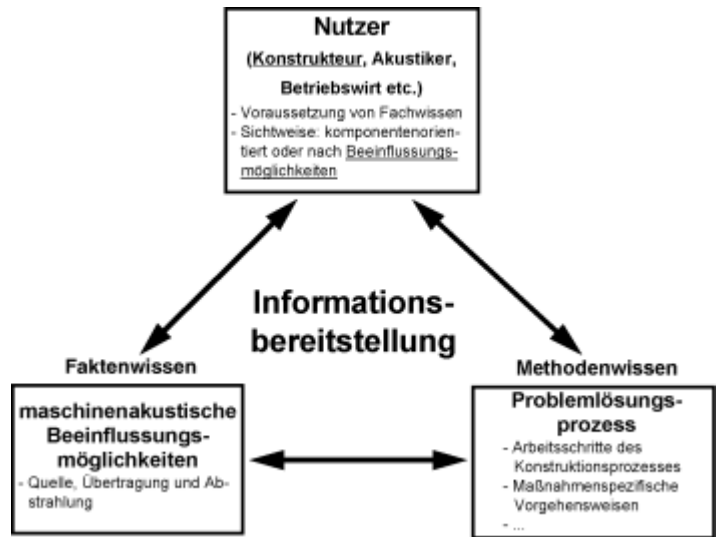 Nutzer
(Konstrukteur, Akustiker,
Betriebswirt etc.)
- Voraussetzung von Fachwissen
- Sichtweise: komponentenorien-
tiert oder nach Beeinflussungs-
möglichkeiten
Informations-
bereitstellung
Faktenwissen
maschinenakustische
Beeinflussungs-
möglichkeiten
- Quelle, Übertragung und Ab-
strahlung
Methodenwissen
Problemlösungs-
prozess
- Arbeitsschritte des
Konstruktionsprozesses
- Maßnahmenspezifische
Vorgehensweisen
- ...